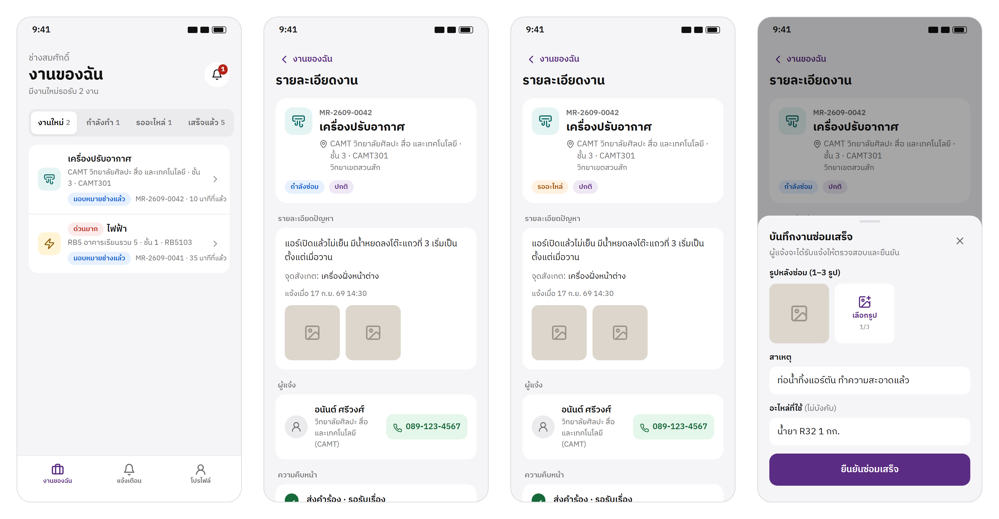 9:41
ช่างสมศักดิ์
งานของฉัน
1
มีงานใหม่รอรับ 2 งาน
งานใหม่ 2 กำลังทำ 1 รออะไหล่ 1 เสร็จแล้ว 5
เครื่องปรับอากาศ
CAMT วิทยาลัยศิลปะ สื่อ และเทคโนโลยี · ชั้น
3 · CAMT301
มอบหมายช่างแล้ว MR-2609-0042 · 10 นาทีที่แล้ว
ด่วนมาก ไฟฟ้า
RB5 อาคารเรียนรวม 5 · ชั้น 1 · RB5103
มอบหมายช่างแล้ว MR-2609-0041 · 35 นาทีที่แล้ว
งานของฉัน แจ้งเตือน โปรไฟล์
9:41
งานของฉัน
รายละเอียดงาน
MR-2609-0042
เครื่องปรับอากาศ
CAMT วิทยาลัยศิลปะ สื่อ และเทคโนโลยี ·
ชั้น 3 · CAMT301
วิทยาเขตสวนสัก
กำลังซ่อม ปกติ
รายละเอียดปัญหา
แอร์เปิดแล้วไม่เย็น มีน้ำหยดลงโต๊ะแถวที่ 3 เริ่มเป็น
ตั้งแต่เมื่อวาน
จุดสังเกต: เครื่องฝั่งหน้าต่าง
แจ้งเมื่อ 17 ก.ย. 69 14:30
ผู้แจ้ง
อนันต์ ศรีวงศ์
วิทยาลัยศิลปะ สื่อ
และเทคโนโลยี
(CAMT)
089-123-4567
ความคืบหน้า
ส่งคำร้อง · รอรับเรื่อง
9:41
งานของฉัน
รายละเอียดงาน
MR-2609-0042
เครื่องปรับอากาศ
CAMT วิทยาลัยศิลปะ สื่อ และเทคโนโลยี ·
ชั้น 3 · CAMT301
วิทยาเขตสวนสัก
รออะไหล่ ปกติ
รายละเอียดปัญหา
แอร์เปิดแล้วไม่เย็น มีน้ำหยดลงโต๊ะแถวที่ 3 เริ่มเป็น
ตั้งแต่เมื่อวาน
จุดสังเกต: เครื่องฝั่งหน้าต่าง
แจ้งเมื่อ 17 ก.ย. 69 14:30
ผู้แจ้ง
อนันต์ ศรีวงศ์
วิทยาลัยศิลปะ สื่อ
และเทคโนโลยี
(CAMT)
089-123-4567
ความคืบหน้า
ส่งคำร้อง · รอรับเรื่อง
9:41
งานของฉัน
รายละเอียดงาน
MR-2609-0042
เครื่องปรับอากาศ
CAMT วิทยาลัยศิลปะ สื่อ และเทคโนโลยี ·
ชั้น 3 · CAMT301
วิทยาเขตสวนสัก
กำลังซ่อม ปกติ
บันทึกงานซ่อมเสร็จ
ผู้แจ้งจะได้รับแจ้งให้ตรวจสอบและยืนยัน
รูปหลังซ่อม (1–3 รูป)
เลือกรูป
1/3
สาเหตุ
ท่อน้ำทิ้งแอร์ตัน ทำความสะอาดแล้ว
อะไหล่ที่ใช้ (ไม่บังคับ)
น้ำยา R32 1 กก.
ยืนยันซ่อมเสร็จ